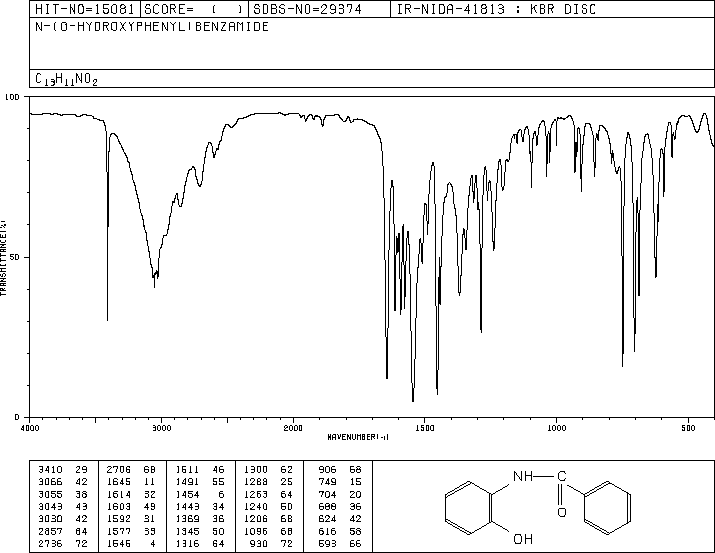 HIT-NO=15081 SCORE= ( ) SDBS-NO=29374 IR-NIDA-41813 : KBR DISC
N-(O-HYDROXYPHENYL)BENZAMIDE
C13H11NO2
100
TRANSMITTANCE(%)
50
0
4000 3000 2000 1500 1000 500
WAVENUMBER(-1)
3410 29 2706 68 1511 46 1300 62 906 68
3066 42 1645 11 1491 55 1288 25 749 15
3055 38 1614 32 1454 6 1263 64 704 20
3043 43 1603 49 1443 34 1240 50 688 36
3030 42 1592 31 1369 36 1206 68 624 42
2857 64 1577 33 1345 50 1096 68 616 58
2736 72 1546 4 1316 64 930 72 593 66
NH
C
O
OH